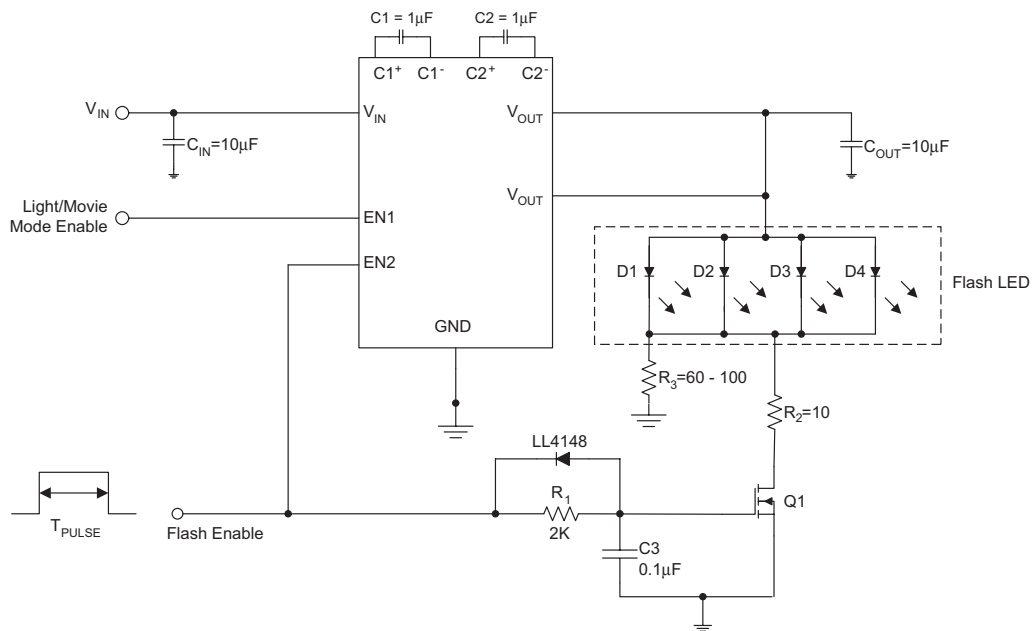 C1 = 1μF
C2 = 1μF
C1+
C1-
C2+
C2-
VIN
VIN
VOUT
CIN=10μF
COUT=10μF
VOUT
Light/Movie
Mode Enable
EN1
EN2
D1
D2
D3
D4
Flash LED
GND
R3=60 - 100
R2=10
LL4148
R1
2K
Q1
TPULSE
Flash Enable
C3
0.1μF